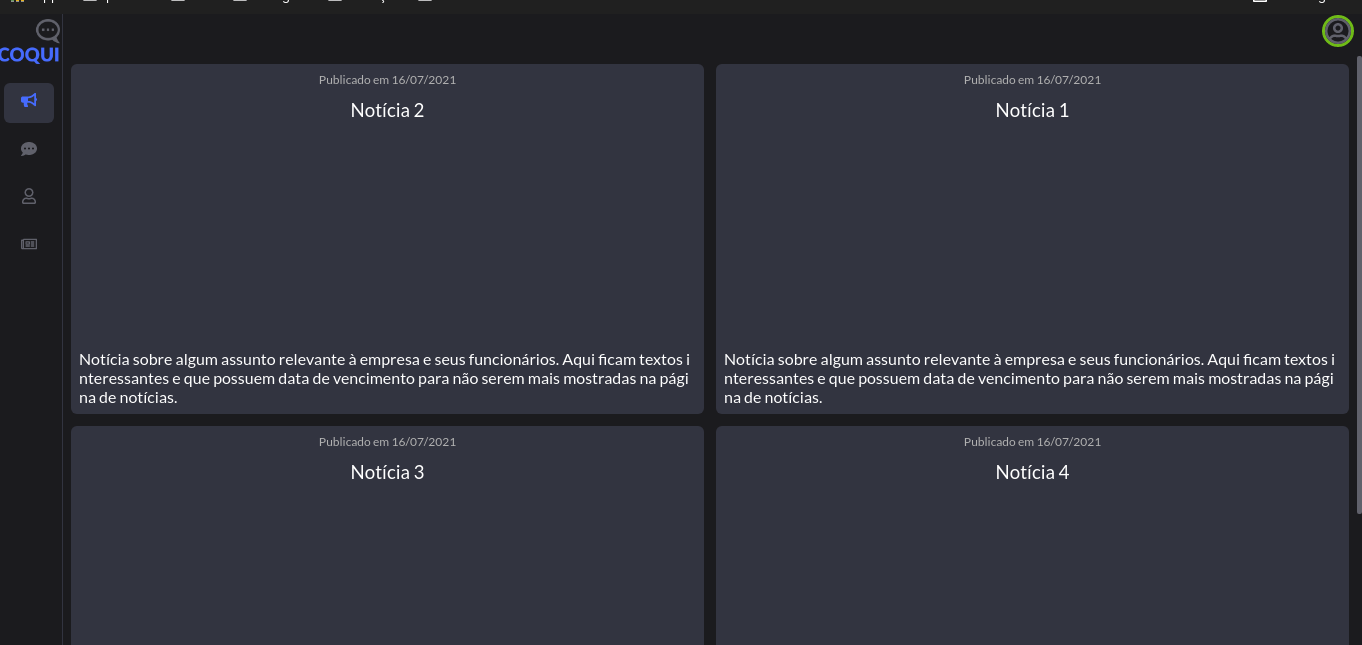 COQUI
Publicado em 16/07/2021
Notícia 2
Notícia sobre algum assunto relevante à empresa e seus funcionários. Aqui ficam textos i
nteressantes e que possuem data de vencimento para não serem mais mostradas na pági
na de notícias.
Publicado em 16/07/2021
Notícia 1
Notícia sobre algum assunto relevante à empresa e seus funcionários. Aqui ficam textos i
nteressantes e que possuem data de vencimento para não serem mais mostradas na pági
na de notícias.
Publicado em 16/07/2021
Notícia 3
Publicado em 16/07/2021
Notícia 4